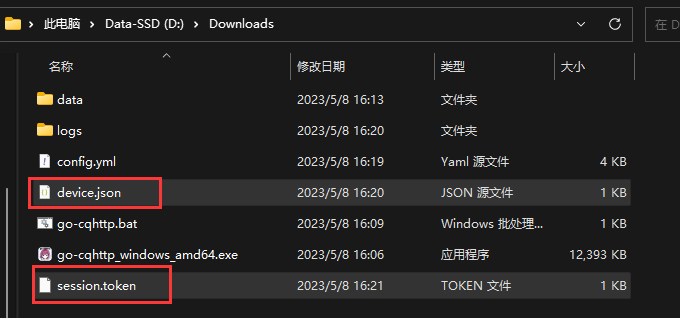 此电脑 Data-SSD (D:) Downloads 在 D
名称 修改日期 类型 大小
data 2023/5/8 16:13 文件夹
logs 2023/5/8 16:20 文件夹
config.yml 2023/5/8 16:19 Yaml 源文件 4 KB
device.json 2023/5/8 16:20 JSON 源文件 1 KB
go-cqhttp.bat 2023/5/8 16:09 Windows 批处理... 1 KB
go-cqhttp_windows_amd64.exe 2023/5/8 16:06 应用程序 12,393 KB
session.token 2023/5/8 16:21 TOKEN 文件 1 KB